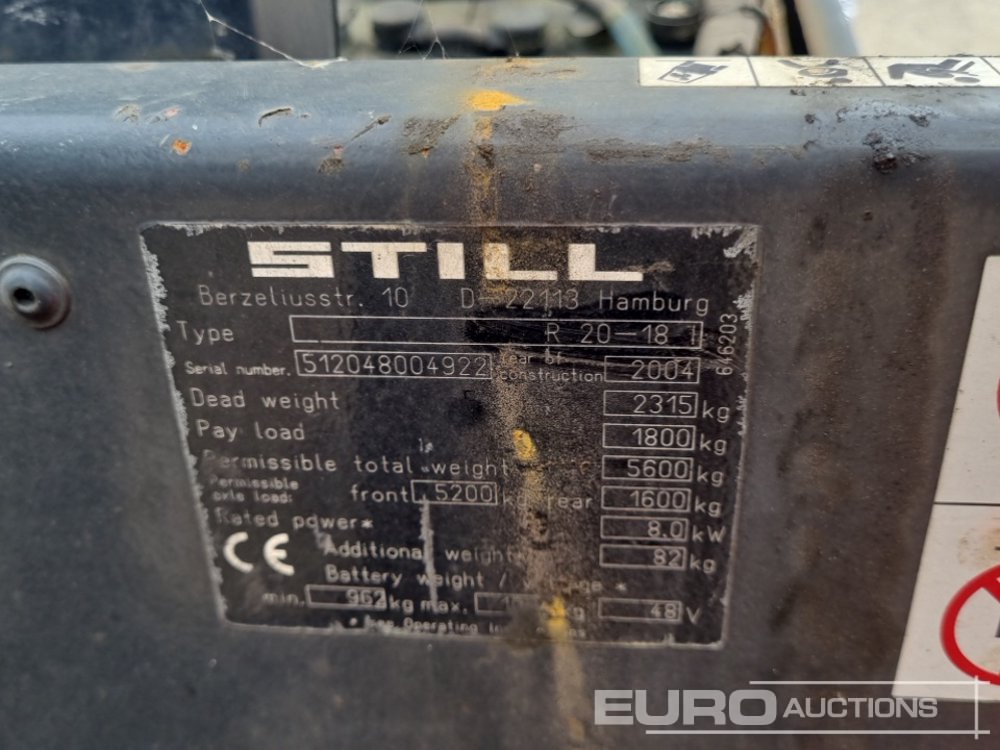 STILL
Berzeliusstr. 10 D-22113 Hamburg
Type R 20-18 I
Serial number. 512048004922 Year of construction 2004
646203
Dead weight 2315 kg
Pay load 1800 kg
Permissible total weight 5600 kg
Permissible axle load: front 5200 kg rear 1600 kg
Rated power* 8.0 kW
CE Additional weight 82 kg
Battery weight / voltage *
min. 962 kg max. kg 48 V
* see Operating Instructions
EURO AUCTIONS